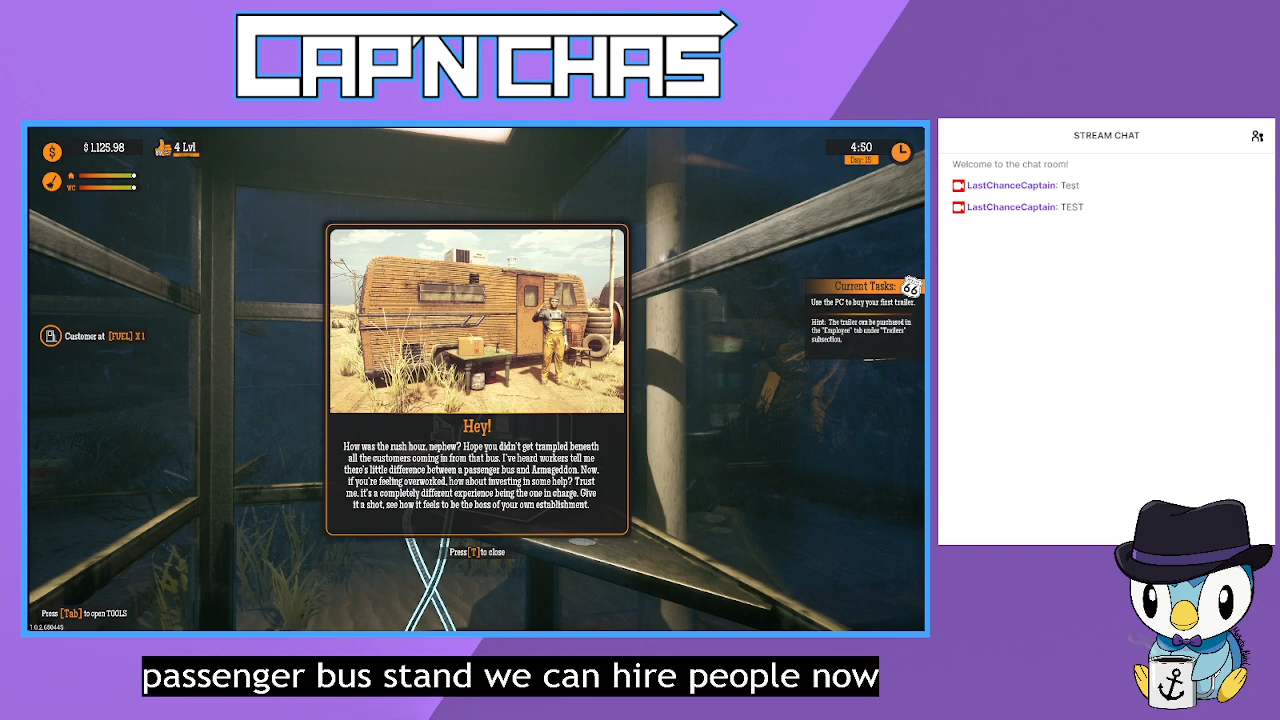 CAP'N CHAS
$ 1,125.98
4 Lvl
WC
4:50
Day: 15
STREAM CHAT
Welcome to the chat room!
LastChanceCaptain: Test
LastChanceCaptain: TEST
Customer at [FUEL] X 1
Current Tasks:
66
Use the PC to buy your first trailer.
Hint: The trailer can be purchased in
the "Employee" tab under "Trailers"
subsection.
Hey!
How was the rush hour, nephew? Hope you didn't get trampled beneath
all the customers coming in from that bus. I've heard workers tell me
there's little difference between a passenger bus and Armageddon. Now,
if you're feeling overworked, how about investing in some help? Trust
me, it's a completely different experience being the one in charge. Give
it a shot, see how it feels to be the boss of your own establishment.
Press [T] to close
Press [Tab] to open TOOLS
passenger bus stand we can hire people now